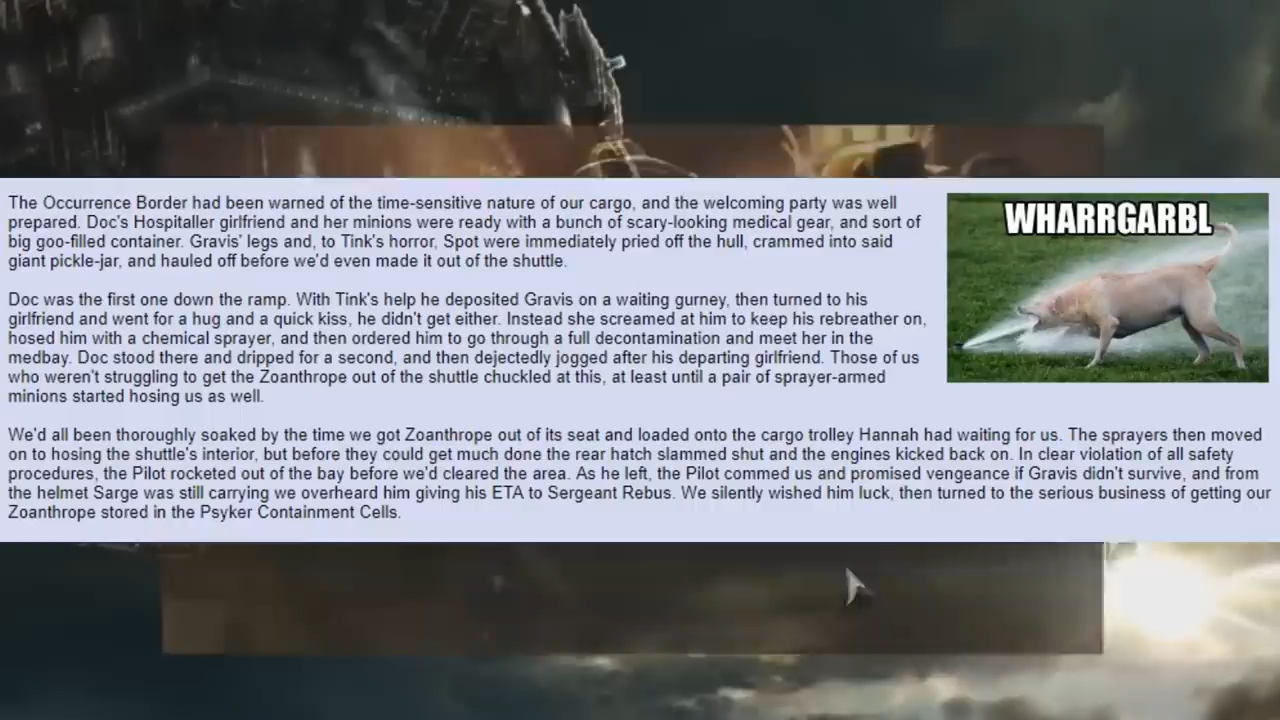 The Occurrence Border had been warned of the time-sensitive nature of our cargo, and the welcoming party was well
prepared. Doc's Hospitaller girlfriend and her minions were ready with a bunch of scary-looking medical gear, and sort of
big goo-filled container. Gravis' legs and, to Tink's horror, Spot were immediately pried off the hull, crammed into said
giant pickle-jar, and hauled off before we'd even made it out of the shuttle.
Doc was the first one down the ramp. With Tink's help he deposited Gravis on a waiting gurney, then turned to his
girlfriend and went for a hug and a quick kiss, he didn't get either. Instead she screamed at him to keep his rebreather on,
hosed him with a chemical sprayer, and then ordered him to go through a full decontamination and meet her in the
medbay. Doc stood there and dripped for a second, and then dejectedly jogged after his departing girlfriend. Those of us
who weren't struggling to get the Zoanthrope out of the shuttle chuckled at this, at least until a pair of sprayer-armed
minions started hosing us as well.
We'd all been thoroughly soaked by the time we got Zoanthrope out of its seat and loaded onto the cargo trolley Hannah had waiting for us. The sprayers then moved
on to hosing the shuttle's interior, but before they could get much done the rear hatch slammed shut and the engines kicked back on. In clear violation of all safety
procedures, the Pilot rocketed out of the bay before we'd cleared the area. As he left, the Pilot commed us and promised vengeance if Gravis didn't survive, and from
the helmet Sarge was still carrying we overheard him giving his ETA to Sergeant Rebus. We silently wished him luck, then turned to the serious business of getting our
Zoanthrope stored in the Psyker Containment Cells.
WHARRGARBL